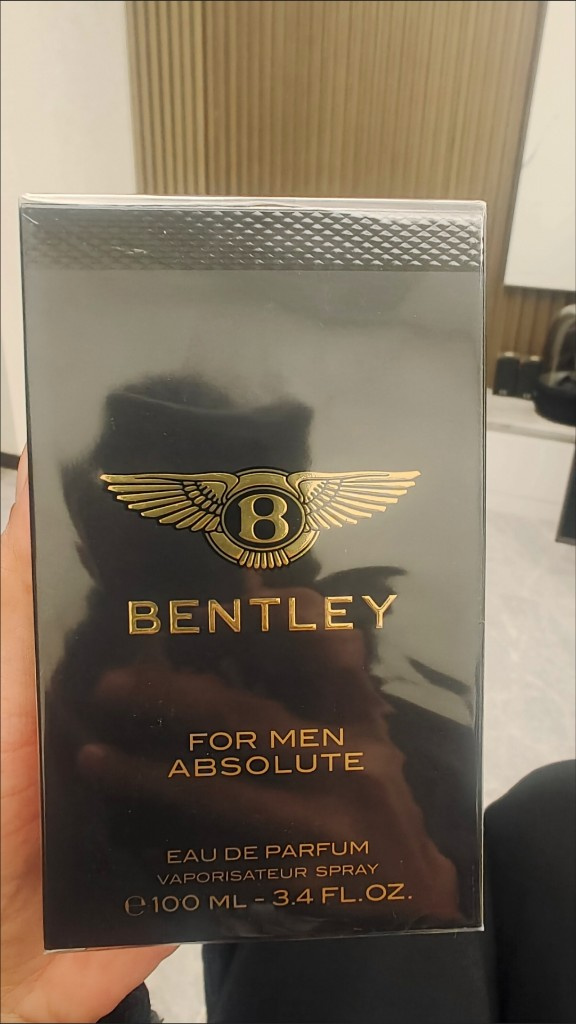 B
BENTLEY
FOR MEN
ABSOLUTE
EAU DE PARFUM
VAPORISATEUR SPRAY
℮100 ML - 3.4 FL.OZ.